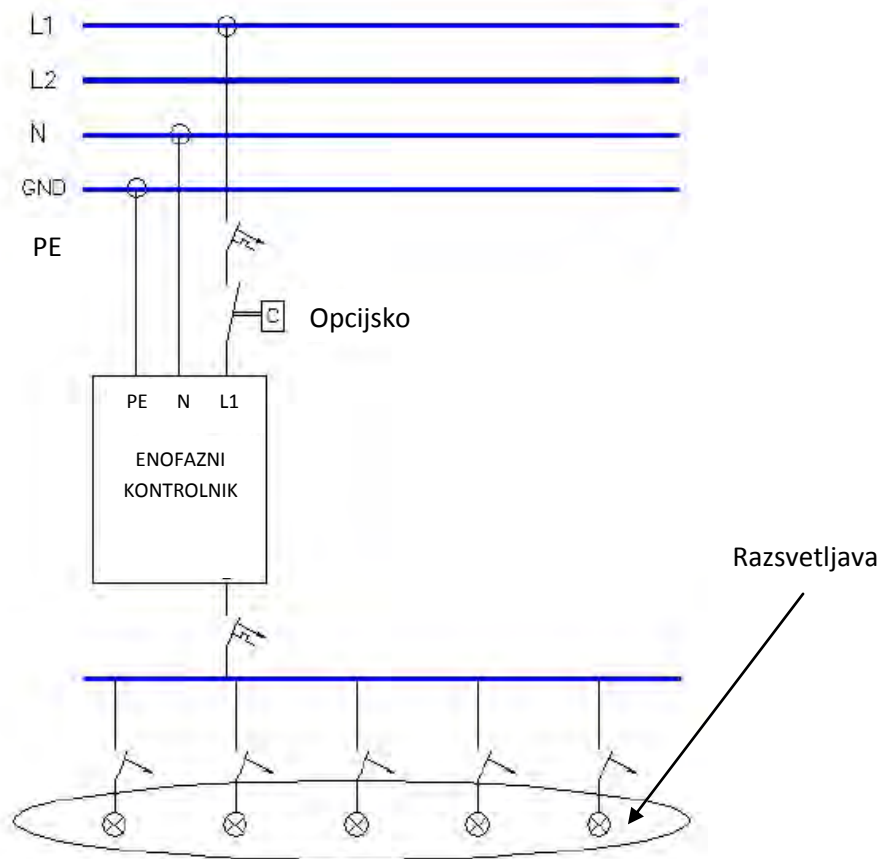 L1
L2
N
GND
PE
C
Opcijsko
PE N L1
ENOFAZNI
KONTROLNIK
Razsvetljava